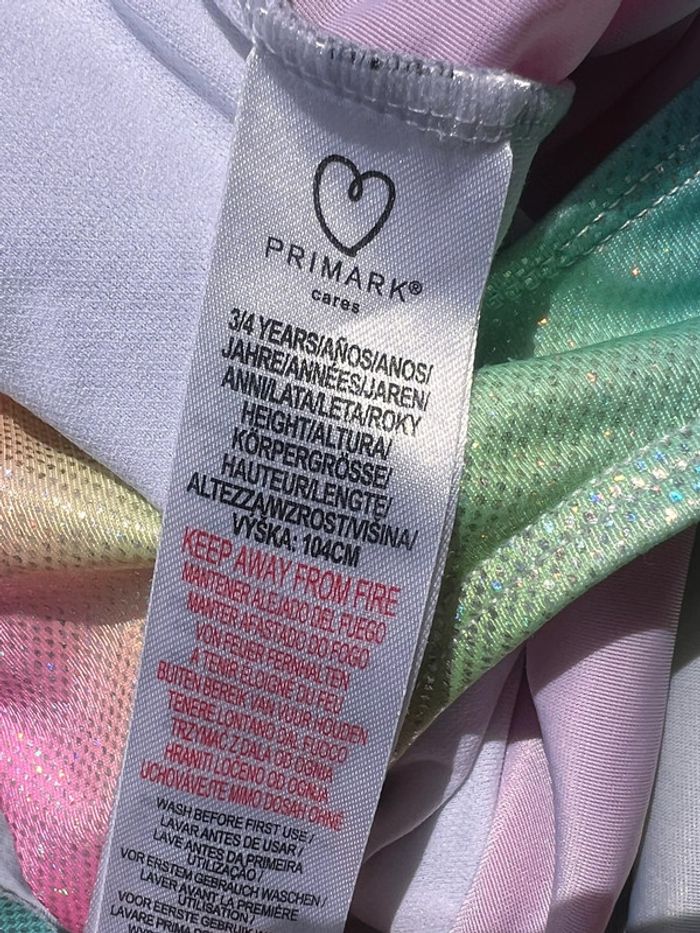 PRIMARK®
cares
3/4 YEARS/AÑOS/ANOS/
JAHRE/ANNÉES/JAREN/
ANNI/LATA/LETA/ROKY
HEIGHT/ALTURA/
KÖRPERGRÖSSE/
HAUTEUR/LENGTE/
ALTEZZA/WZROST/VIŠINA/
VÝŠKA: 104CM
KEEP AWAY FROM FIRE
MANTENER ALEJADO DEL FUEGO
MANTER AFASTADO DO FOGO
VON FEUER FERNHALTEN
A TENIR ÉLOIGNÉ DU FEU
BUITEN BEREIK VAN VUUR HOUDEN
TENERE LONTANO DAL FUOCO
TRZYMAĆ Z DALA OD OGNIA
HRANITI LOČENO OD OGNJA
UCHOVÁVEJTE MIMO DOSAH OHNĚ
WASH BEFORE FIRST USE/
LAVAR ANTES DE USAR/
LAVE ANTES DA PRIMEIRA
UTILIZAÇÃO/
VOR ERSTEM GEBRAUCH WASCHEN/
LAVER AVANT LA PREMIÈRE
UTILISATION/
VOOR EERSTE GEBRUIK
LAVARE PRIMA